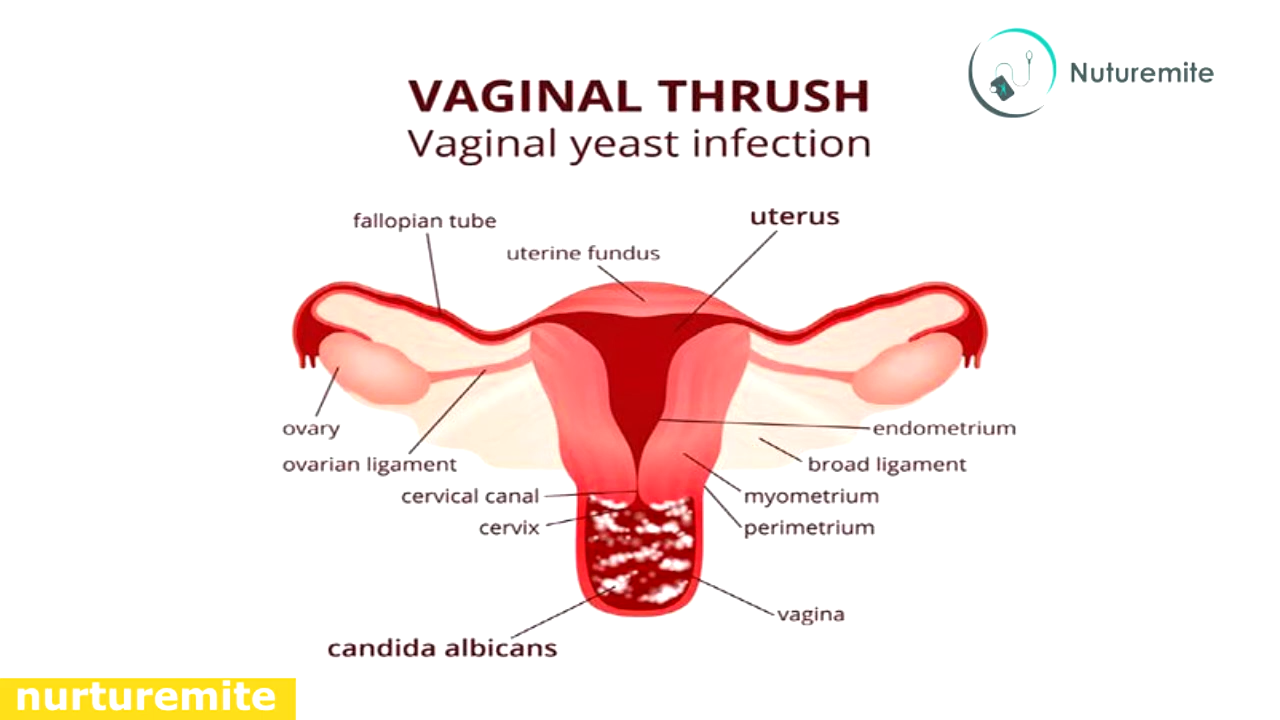 Nuturemite
VAGINAL THRUSH
Vaginal yeast infection
fallopian tube
uterus
uterine fundus
ovary
endometrium
ovarian ligament
broad ligament
cervical canal
myometrium
cervix
perimetrium
vagina
candida albicans
nurturemite